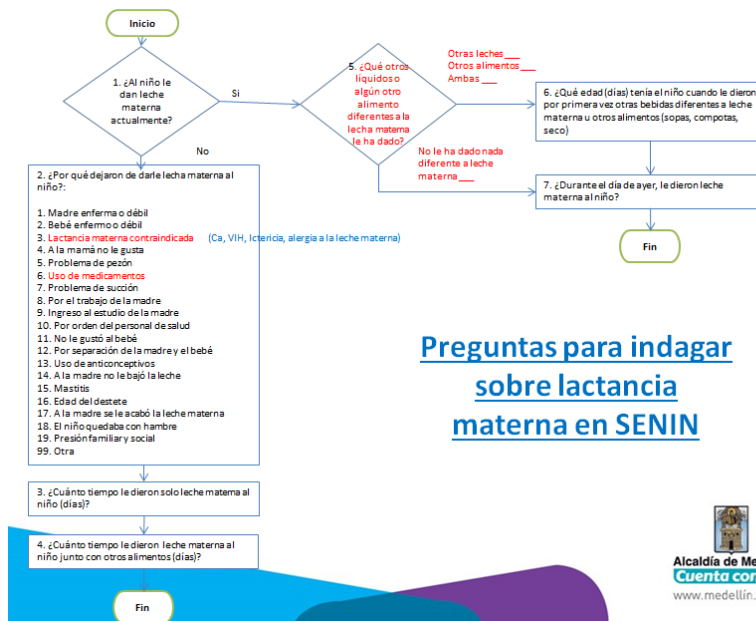 Inicio
1. ¿Al niño le
dan leche
materna
actualmente?
Si
No
5. ¿Qué otros
líquidos o
algún otro
alimento
diferentes a la
lecha materna
le ha dado?
Otras leches ___
Otros alimentos ___
Ambas ___
No le ha dado nada
diferente a leche
materna ___
6. ¿Qué edad (días) tenía el niño cuando le dieron
por primera vez otras bebidas diferentes a leche
materna u otros alimentos (sopas, compotas,
seco)
7. ¿Durante el día de ayer, le dieron leche
materna al niño?
Fin
2. ¿Por qué dejaron de darle lecha materna al
niño?:
1. Madre enferma o débil
2. Bebé enfermo o débil
3. Lactancia materna contraindicada (Ca, VIH, Ictericia, alergia a la leche materna)
4. A la mamá no le gusta
5. Problema de pezón
6. Uso de medicamentos
7. Problema de succión
8. Por el trabajo de la madre
9. Ingreso al estudio de la madre
10. Por orden del personal de salud
11. No le gustó al bebé
12. Por separación de la madre y el bebé
13. Uso de anticonceptivos
14. A la madre no le bajó la leche
15. Mastitis
16. Edad del destete
17. A la madre se le acabó la leche materna
18. El niño quedaba con hambre
19. Presión familiar y social
99. Otra
3. ¿Cuánto tiempo le dieron solo leche materna al
niño (días)?
4. ¿Cuánto tiempo le dieron leche materna al
niño junto con otros alimentos (días)?
Fin
Preguntas para indagar
sobre lactancia
materna en SENIN
Alcaldía de Me
Cuenta con
www.medellín.